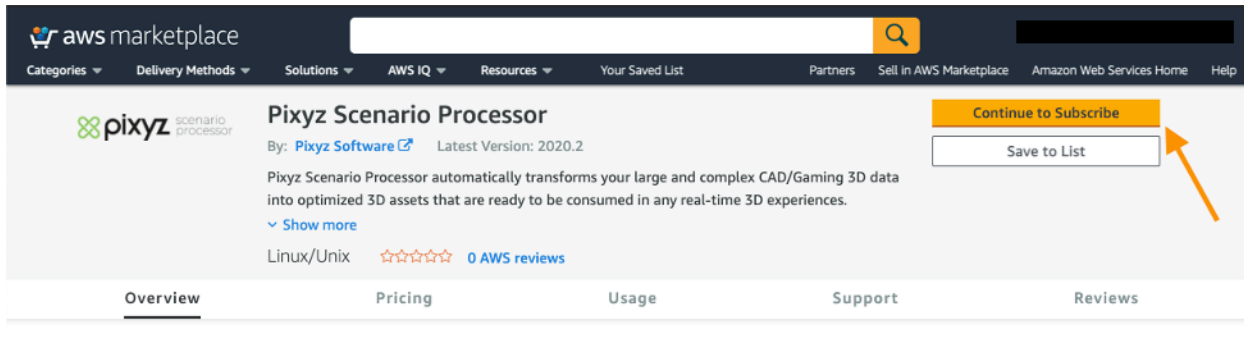 aws marketplace
Categories Delivery Methods Solutions AWS IQ Resources Your Saved List Partners Sell in AWS Marketplace Amazon Web Services Home Help
pixyz scenario processor
Pixyz Scenario Processor
Continue to Subscribe
By: Pixyz Software Latest Version: 2020.2
Save to List
Pixyz Scenario Processor automatically transforms your large and complex CAD/Gaming 3D data
into optimized 3D assets that are ready to be consumed in any real-time 3D experiences.
Show more
Linux/Unix 0 AWS reviews
Overview Pricing Usage Support Reviews